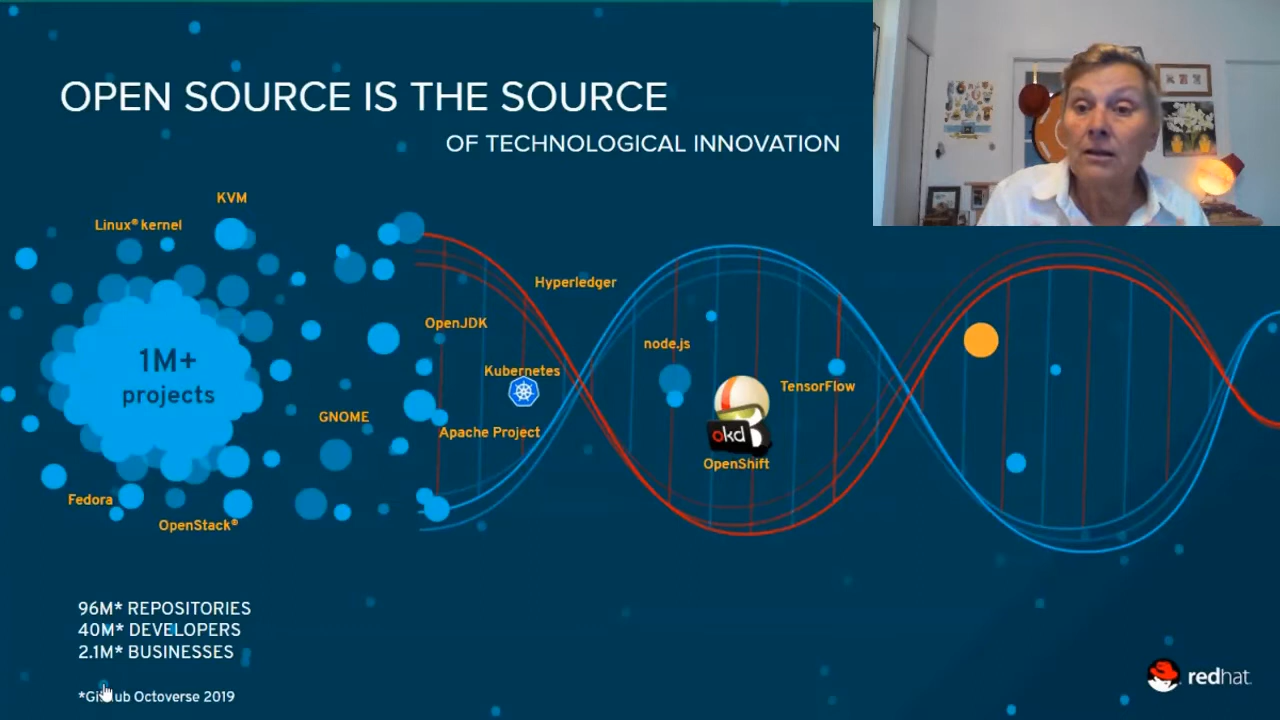 OPEN SOURCE IS THE SOURCE
OF TECHNOLOGICAL INNOVATION
KVM
Linux® kernel
Hyperledger
OpenJDK
node.js
1M+
projects
Kubernetes
TensorFlow
GNOME
Apache Project
okd
OpenShift
Fedora
OpenStack®
96M* REPOSITORIES
40M* DEVELOPERS
2.1M* BUSINESSES
redhat.
*GitHub Octoverse 2019